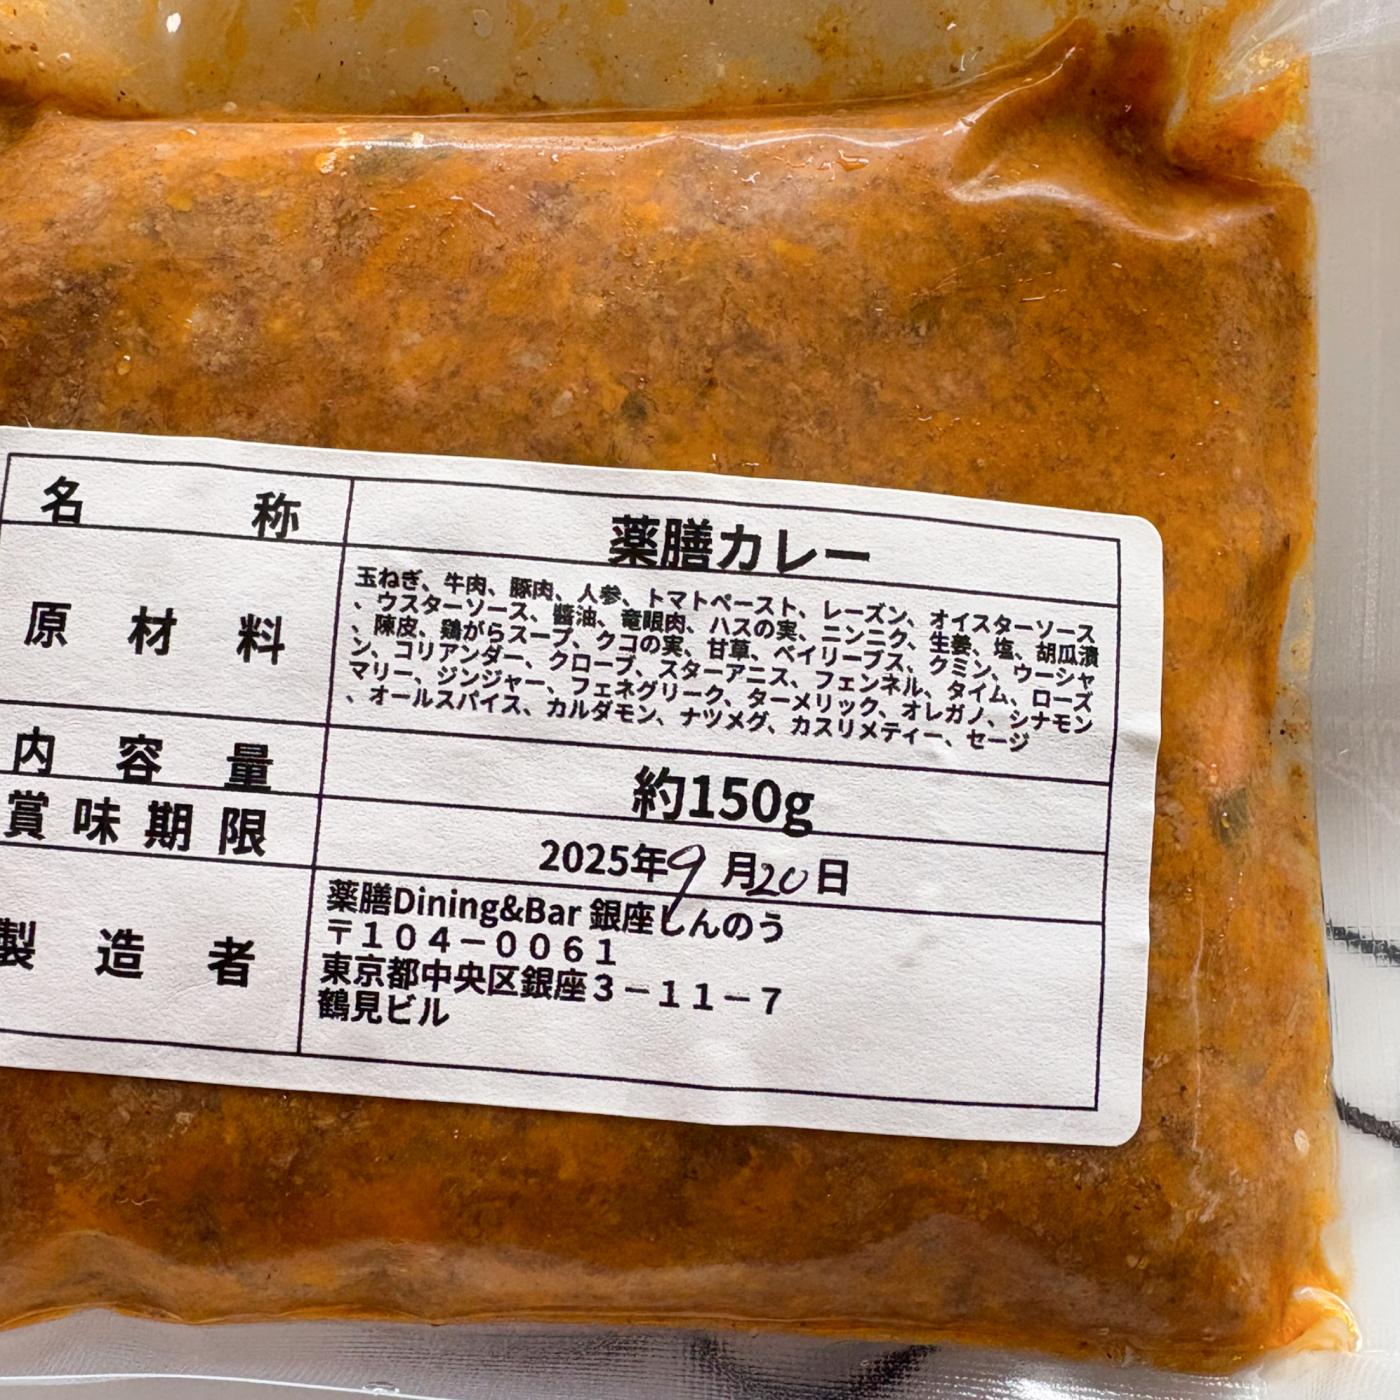 名称 薬膳カレー
原材料
玉ねぎ、牛肉、豚肉、人参、トマトペースト、レーズン、オイスターソース
、ウスターソース、醤油、竜眼肉、ハスの実、ニンニク、生姜、塩、胡瓜漬
、陳皮、鶏がらスープ、クコの実、甘草、ベイリーブス、クミン、ウーシャ
ン、コリアンダー、クローブ、スターアニス、フェンネル、タイム、ローズ
マリー、ジンジャー、フェネグリーク、ターメリック、オレガノ、シナモン
、オールスパイス、カルダモン、ナツメグ、カスリメティー、セージ
内容量 約150g
賞味期限 2025年9月20日
製造者
薬膳Dining&Bar 銀座しんのう
〒104－0061
東京都中央区銀座3－11－7
鶴見ビル